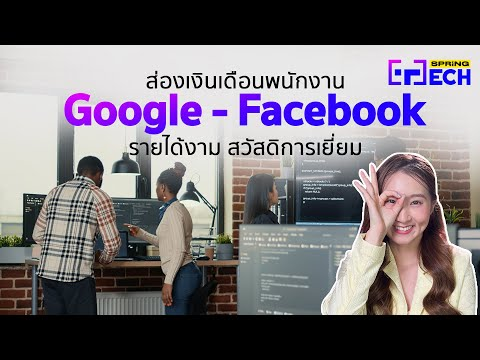 SPRiNG
TECH
ส่องเงินเดือนพนักงาน
Google - Facebook
รายได้งาม สวัสดิการเยี่ยม